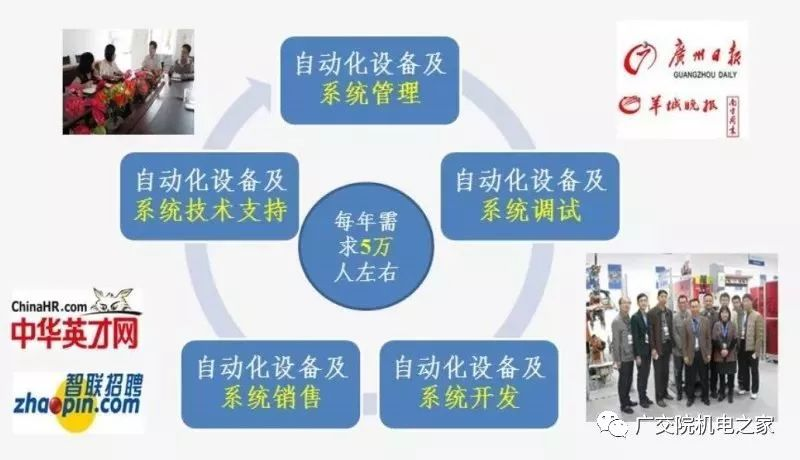 自动化设备及
系统管理
廣州日报
GUANGZHOU DAILY
羊城晚报
自动化设备及
系统技术支持
自动化设备及
系统调试
每年需
求5万
人左右
ChinaHR.com
中华英才网
智联招聘
zhaopin.com
自动化设备及
系统销售
自动化设备及
系统开发
广交院机电之家